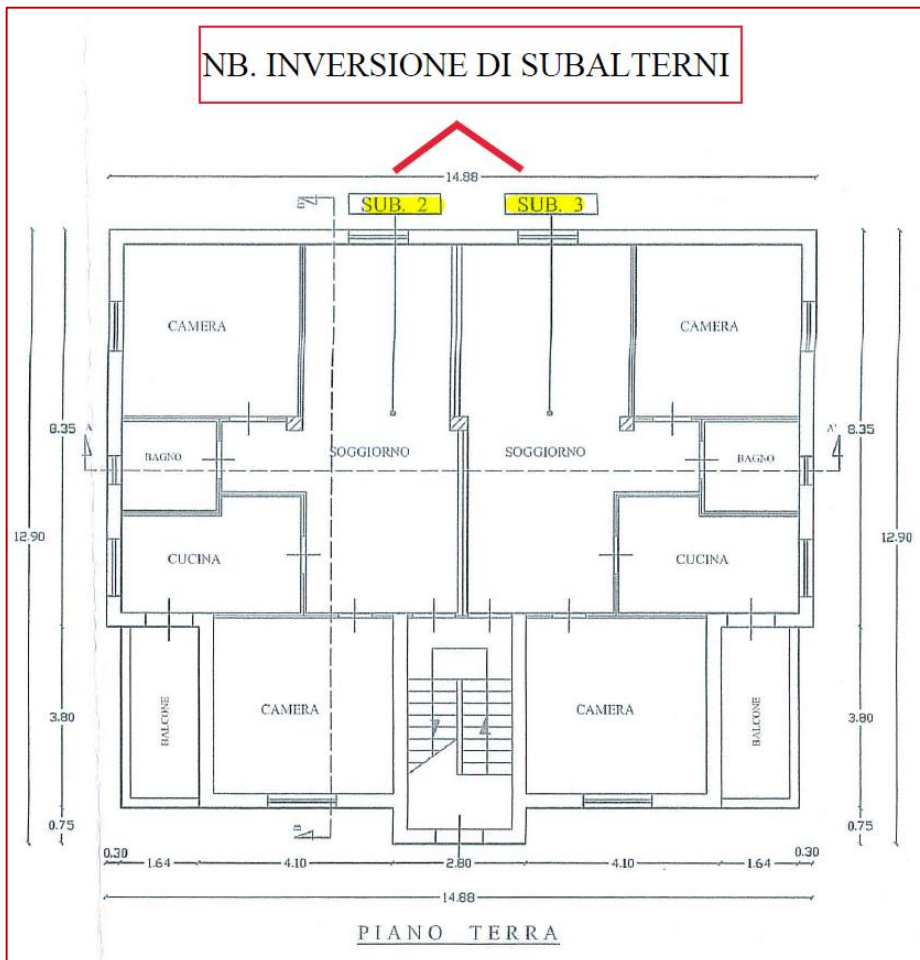 NB. INVERSIONE DI SUBALTERNI
14.88
B'
SUB. 2
SUB. 3
CAMERA
CAMERA
8.35
A
A'
8.35
BAGNO
SOGGIORNO
SOGGIORNO
BAGNO
12.90
12.90
CUCINA
CUCINA
BALCONE
3.80
CAMERA
CAMERA
BALCONE
3.80
B
0.75
0.75
0.30
1.64
4.10
2.80
4.10
1.64
0.30
14.88
PIANO TERRA